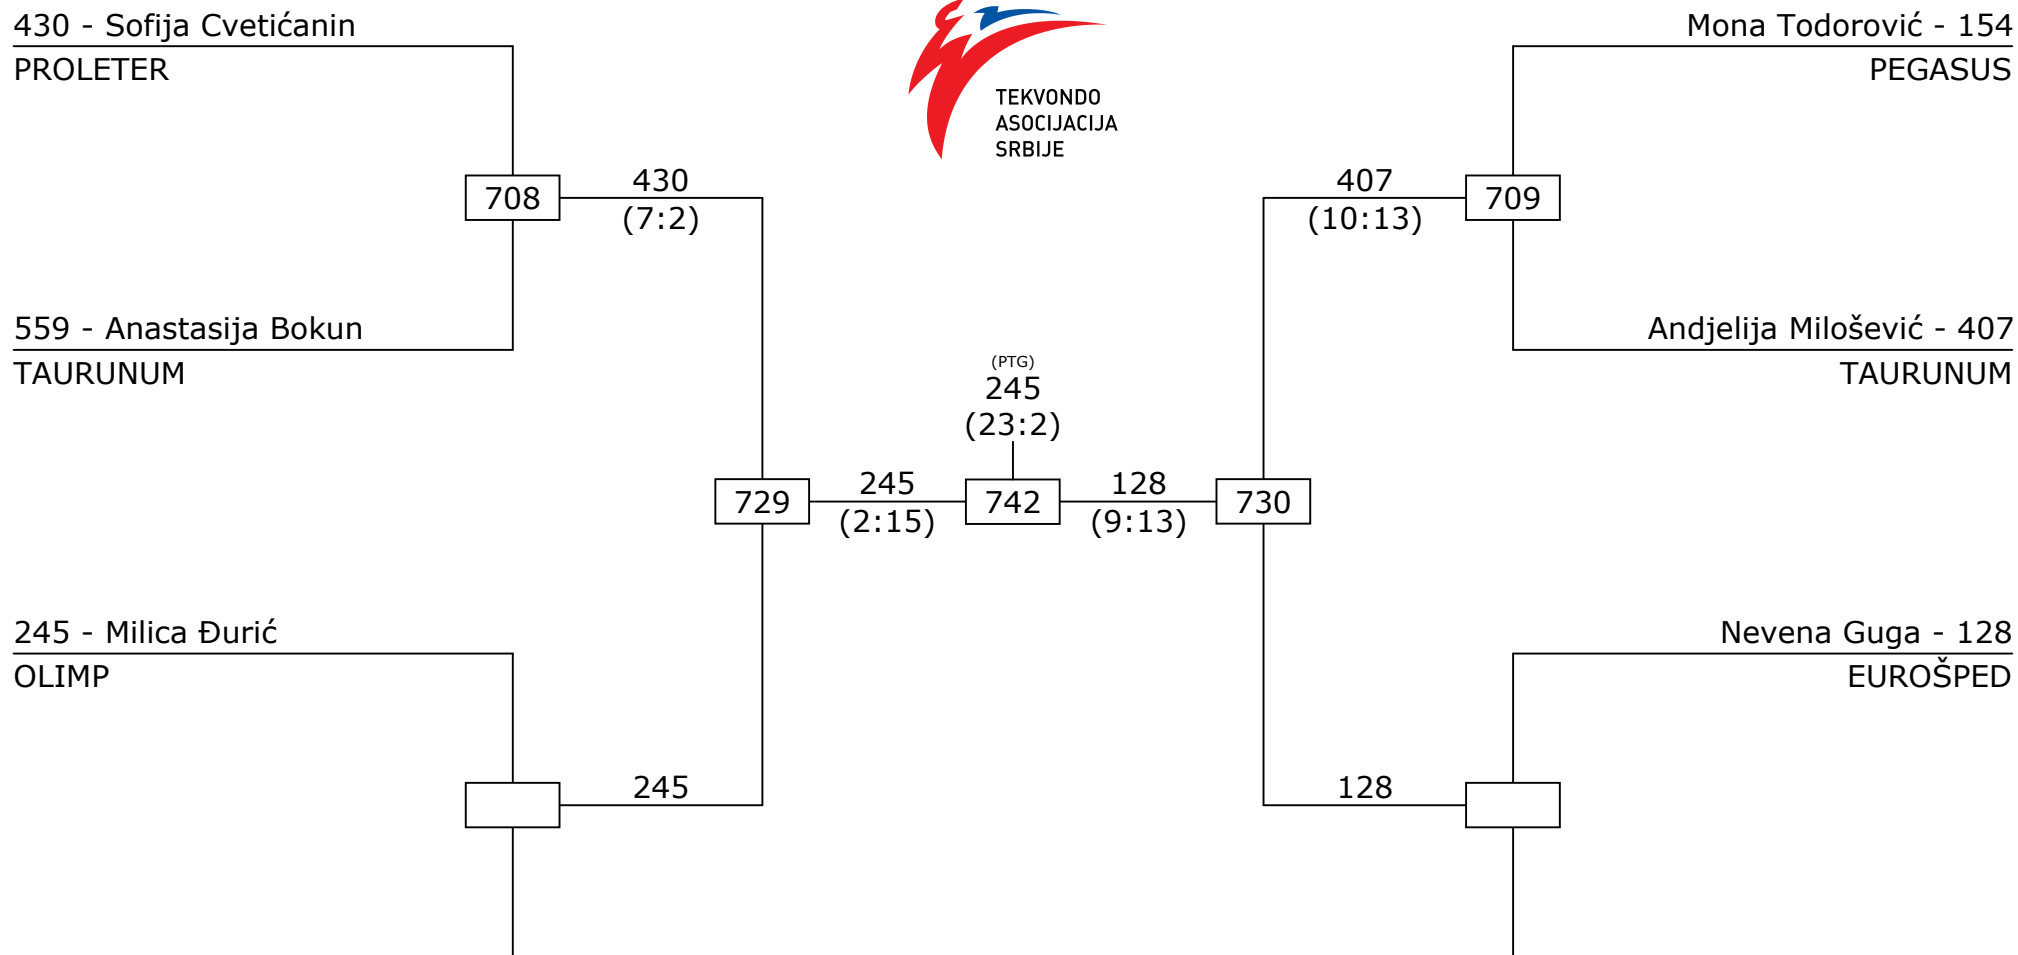 430 - Sofija Cvetićanin
PROLETER
Mona Todorović - 154
PEGASUS
TEKVONDO
ASOCIJACIJA
SRBIJE
708
430
(7:2)
407
(10:13)
709
559 - Anastasija Bokun
TAURUNUM
Andjelija Milošević - 407
TAURUNUM
(PTG)
245
(23:2)
729
245
(2:15)
742
128
(9:13)
730
245 - Milica Đurić
OLIMP
Nevena Guga - 128
EUROŠPED
245
128